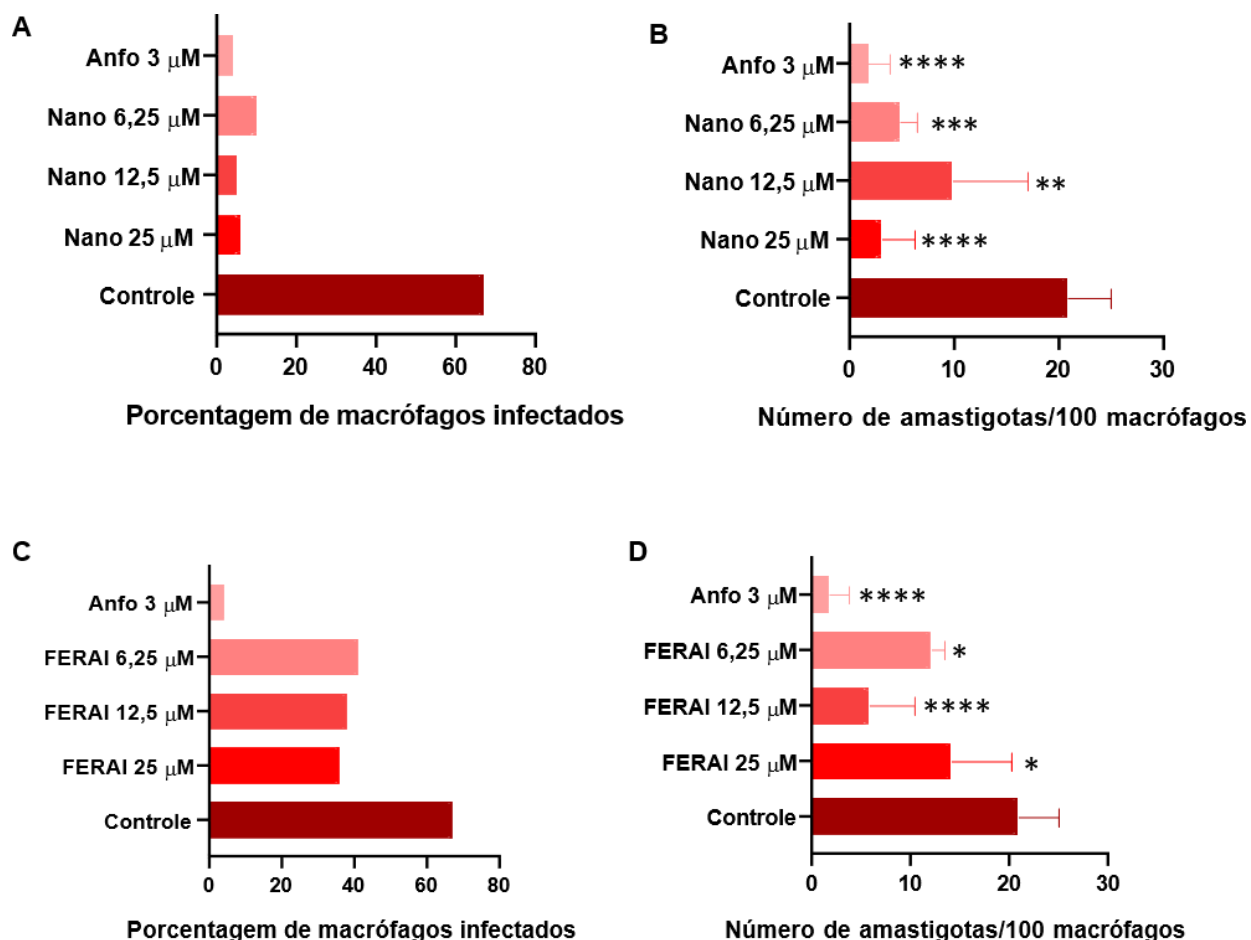 A
Anfo 3 μM
Nano 6,25 μM
Nano 12,5 μM
Nano 25 μM
Controle
0 20 40 60 80
Porcentagem de macrófagos infectados
B
Anfo 3 μM ****
Nano 6,25 μM ***
Nano 12,5 μM **
Nano 25 μM ****
Controle
0 10 20 30
Número de amastigotas/100 macrófagos
C
Anfo 3 μM
FERAI 6,25 μM
FERAI 12,5 μM
FERAI 25 μM
Controle
0 20 40 60 80
Porcentagem de macrófagos infectados
D
Anfo 3 μM ****
FERAI 6,25 μM *
FERAI 12,5 μM ****
FERAI 25 μM *
Controle
0 10 20 30
Número de amastigotas/100 macrófagos